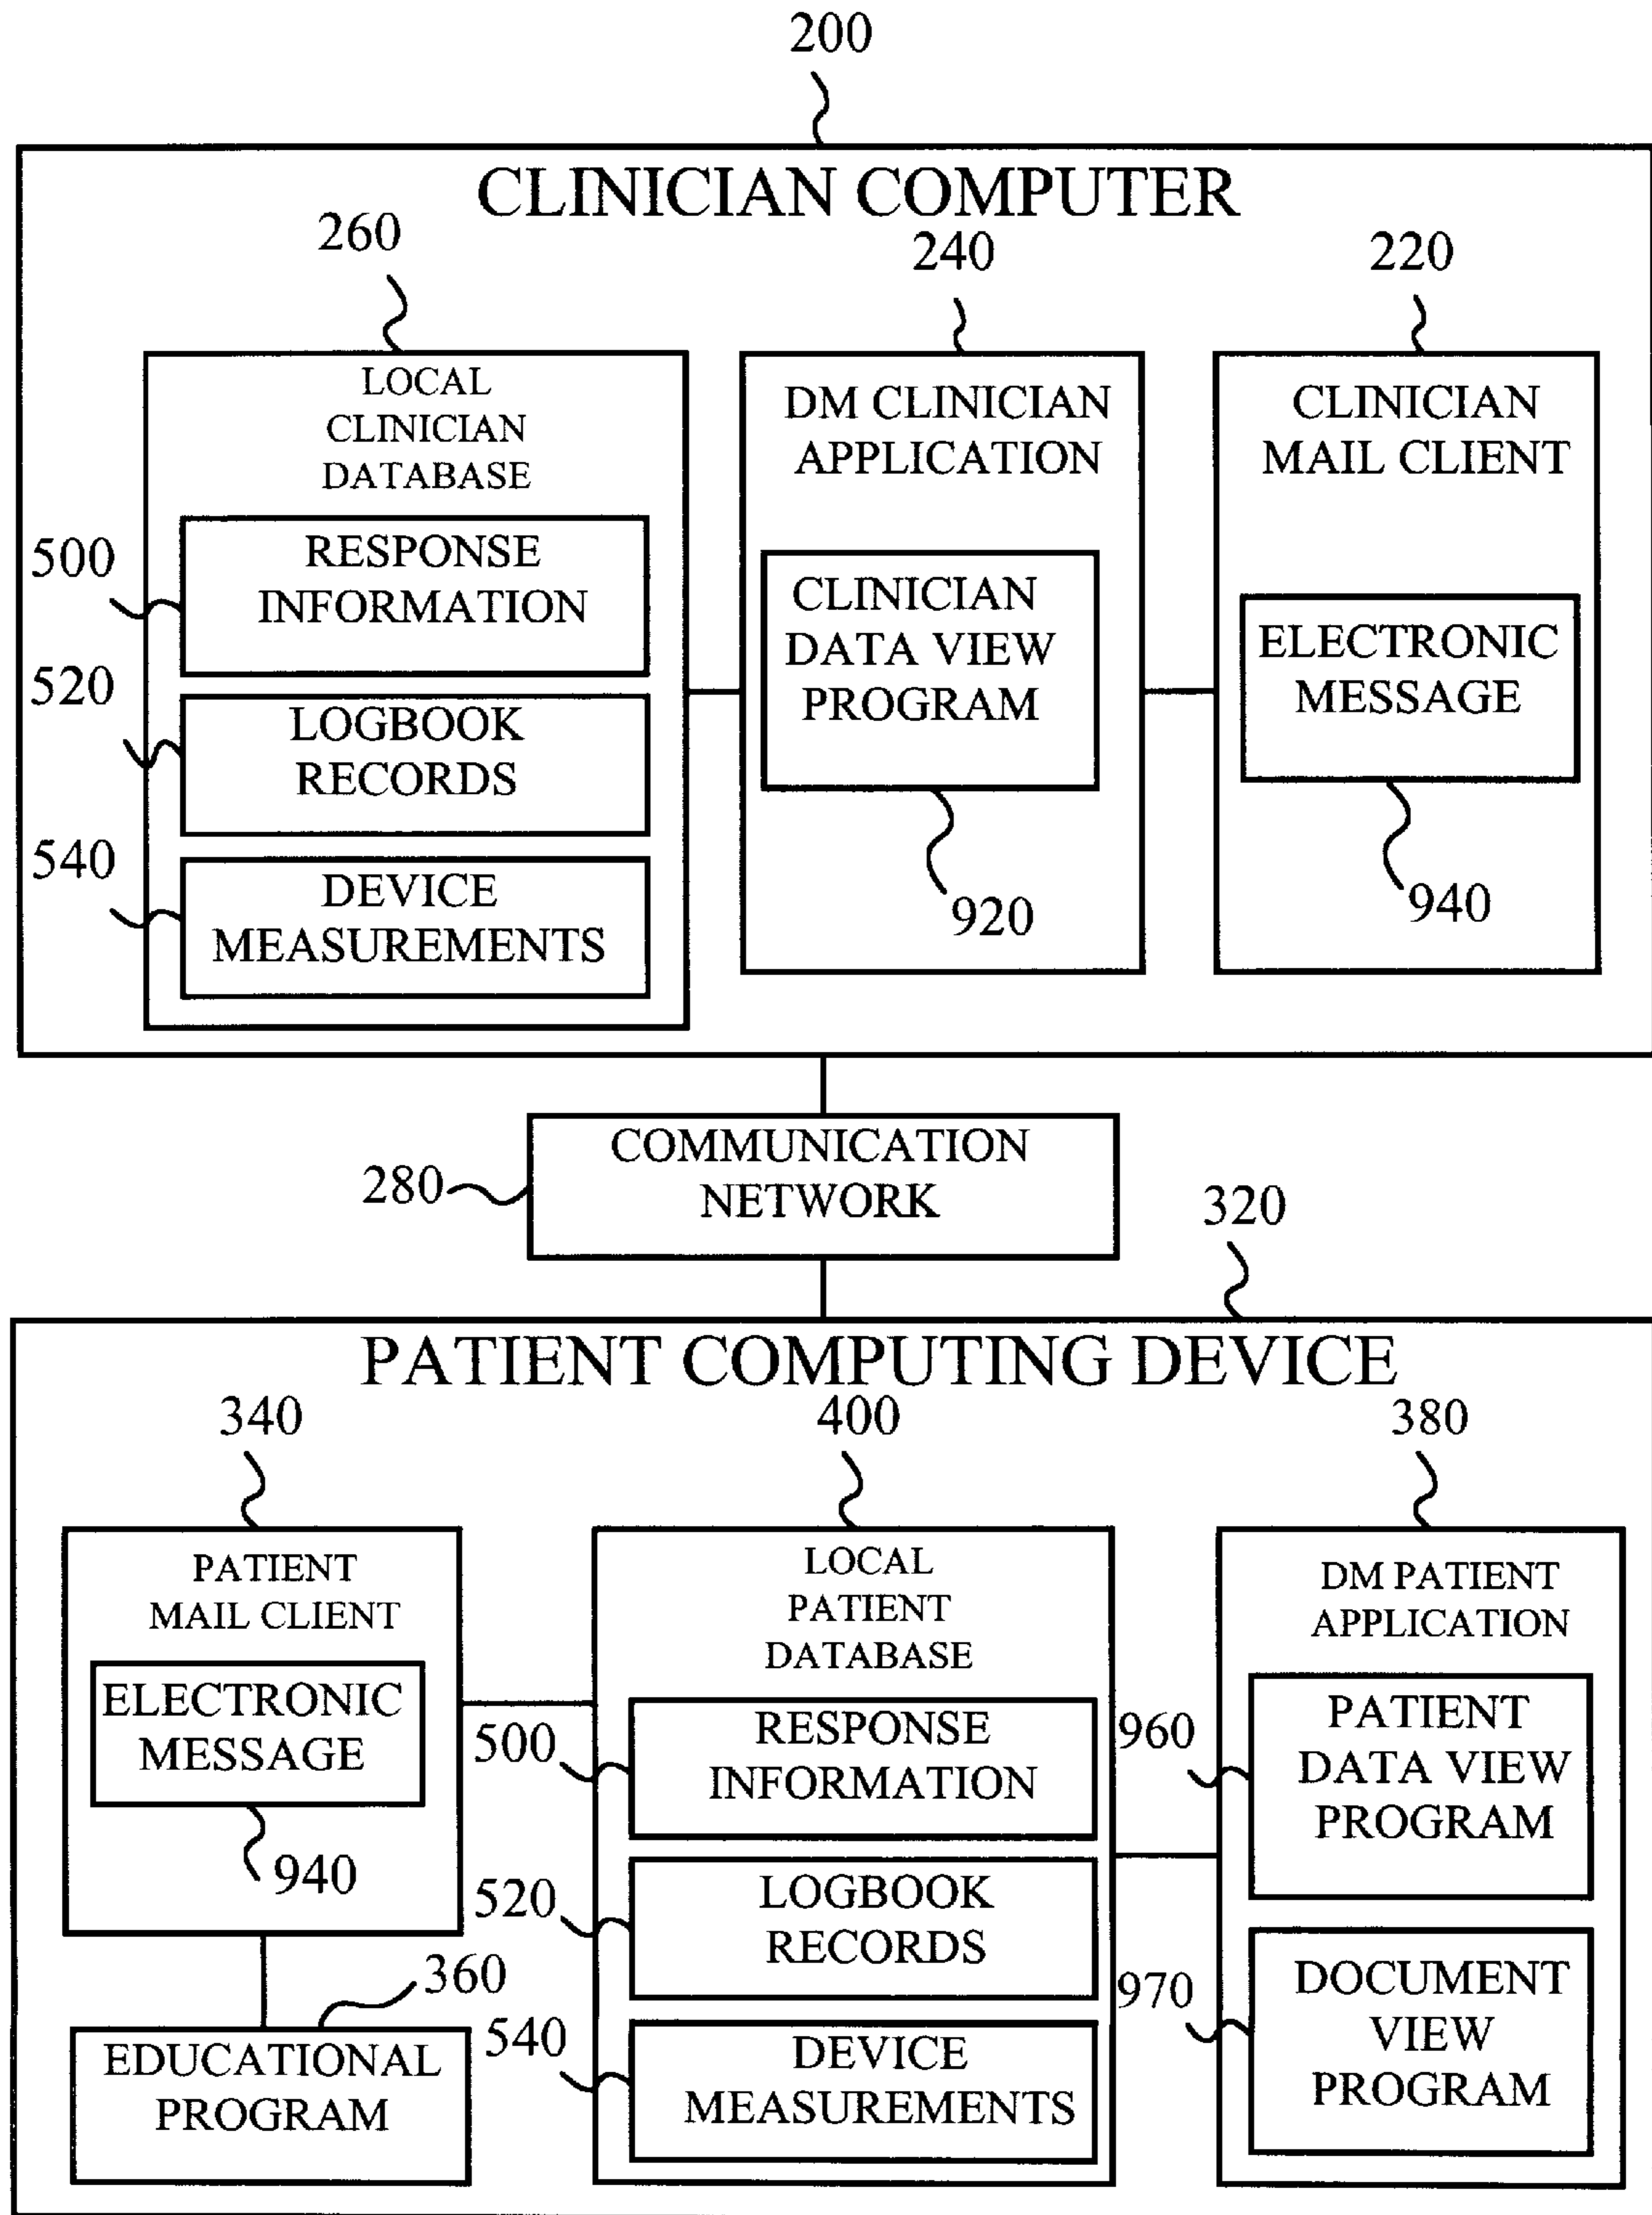 200
CLINICIAN COMPUTER
260
240
220
LOCAL
CLINICIAN
DATABASE
500
RESPONSE
INFORMATION
520
LOGBOOK
RECORDS
540
DEVICE
MEASUREMENTS
DM CLINICIAN
APPLICATION
CLINICIAN
DATA VIEW
PROGRAM
920
CLINICIAN
MAIL CLIENT
ELECTRONIC
MESSAGE
940
280
COMMUNICATION
NETWORK
320
PATIENT COMPUTING DEVICE
340
400
380
PATIENT
MAIL CLIENT
ELECTRONIC
MESSAGE
940
360
EDUCATIONAL
PROGRAM
LOCAL
PATIENT
DATABASE
500
RESPONSE
INFORMATION
520
LOGBOOK
RECORDS
540
DEVICE
MEASUREMENTS
DM PATIENT
APPLICATION
960
PATIENT
DATA VIEW
PROGRAM
970
DOCUMENT
VIEW
PROGRAM